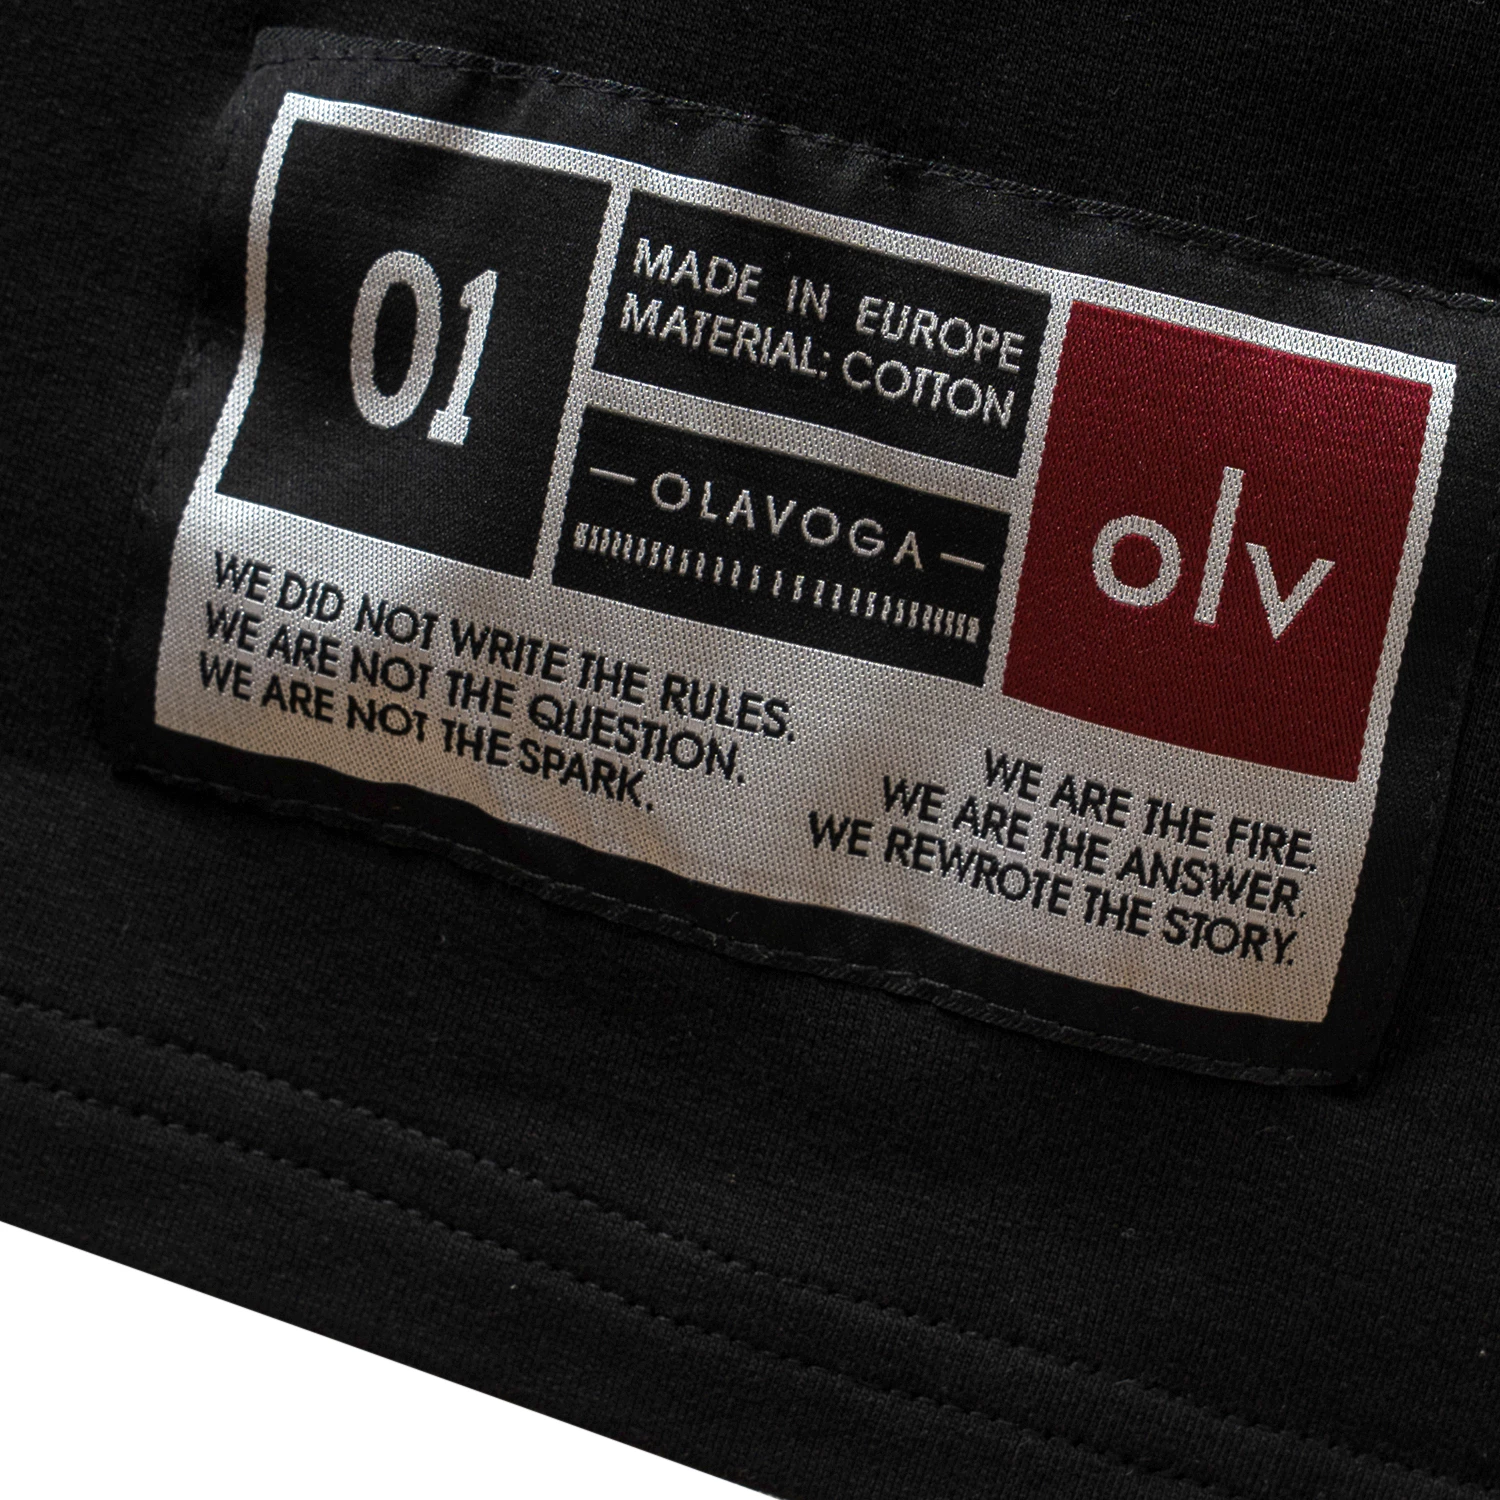 01
MADE IN EUROPE
MATERIAL: COTTON
— OLAVOGA —
olv
WE DID NOT WRITE THE RULES.
WE ARE NOT THE QUESTION.
WE ARE NOT THE SPARK.
WE ARE THE FIRE.
WE ARE THE ANSWER.
WE REWROTE THE STORY.